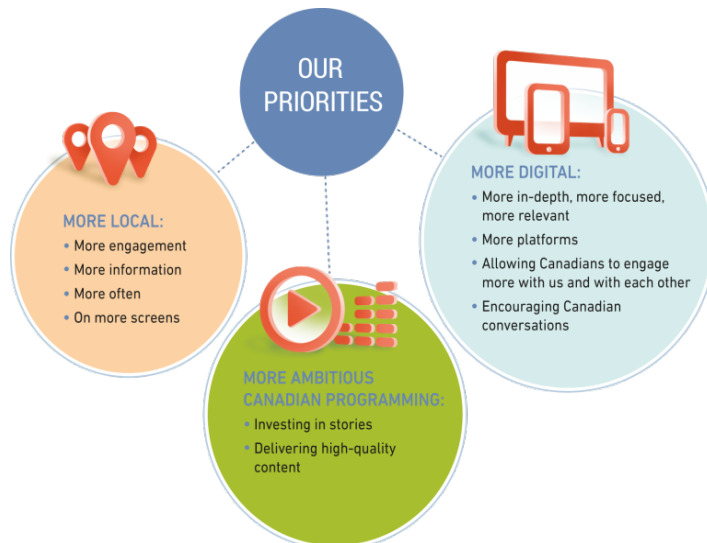 OUR
PRIORITIES
MORE LOCAL:
• More engagement
• More information
• More often
• On more screens
MORE AMBITIOUS
CANADIAN PROGRAMMING:
• Investing in stories
• Delivering high-quality
content
MORE DIGITAL:
• More in-depth, more focused,
more relevant
• More platforms
• Allowing Canadians to engage
more with us and with each other
• Encouraging Canadian
conversations